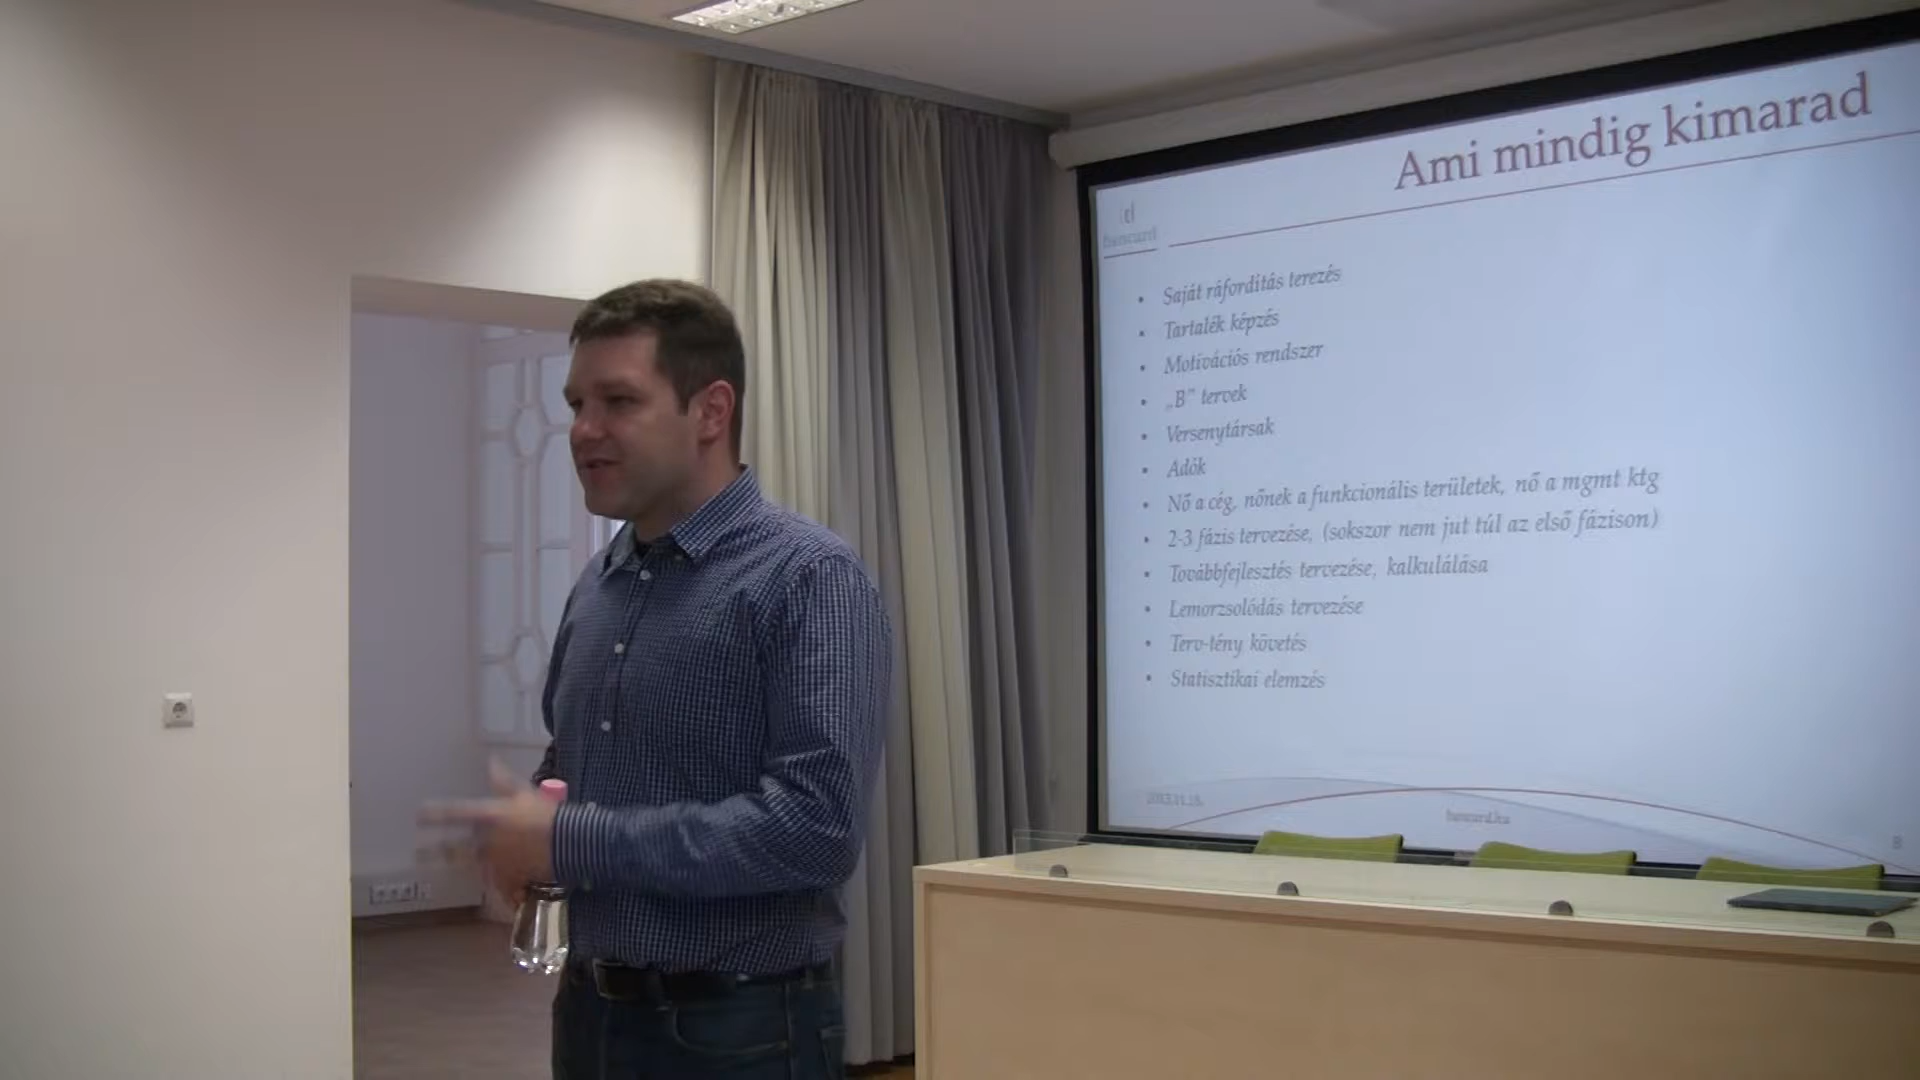 Ami mindig kimarad
• Saját ráfordítás terezés
• Tartalék képzés
• Motivációs rendszer
• „B" tervek
• Versenytársak
• Adók
• Nő a cég, nőnek a funkcionális területek, nő a mgmt ktg
• 2-3 fázis tervezése, (sokszor nem jut túl az első fázison)
• Továbbfejlesztés tervezése, kalkulálása
• Lemorzsolódás tervezése
• Terv-tény követés
• Statisztikai elemzés
8